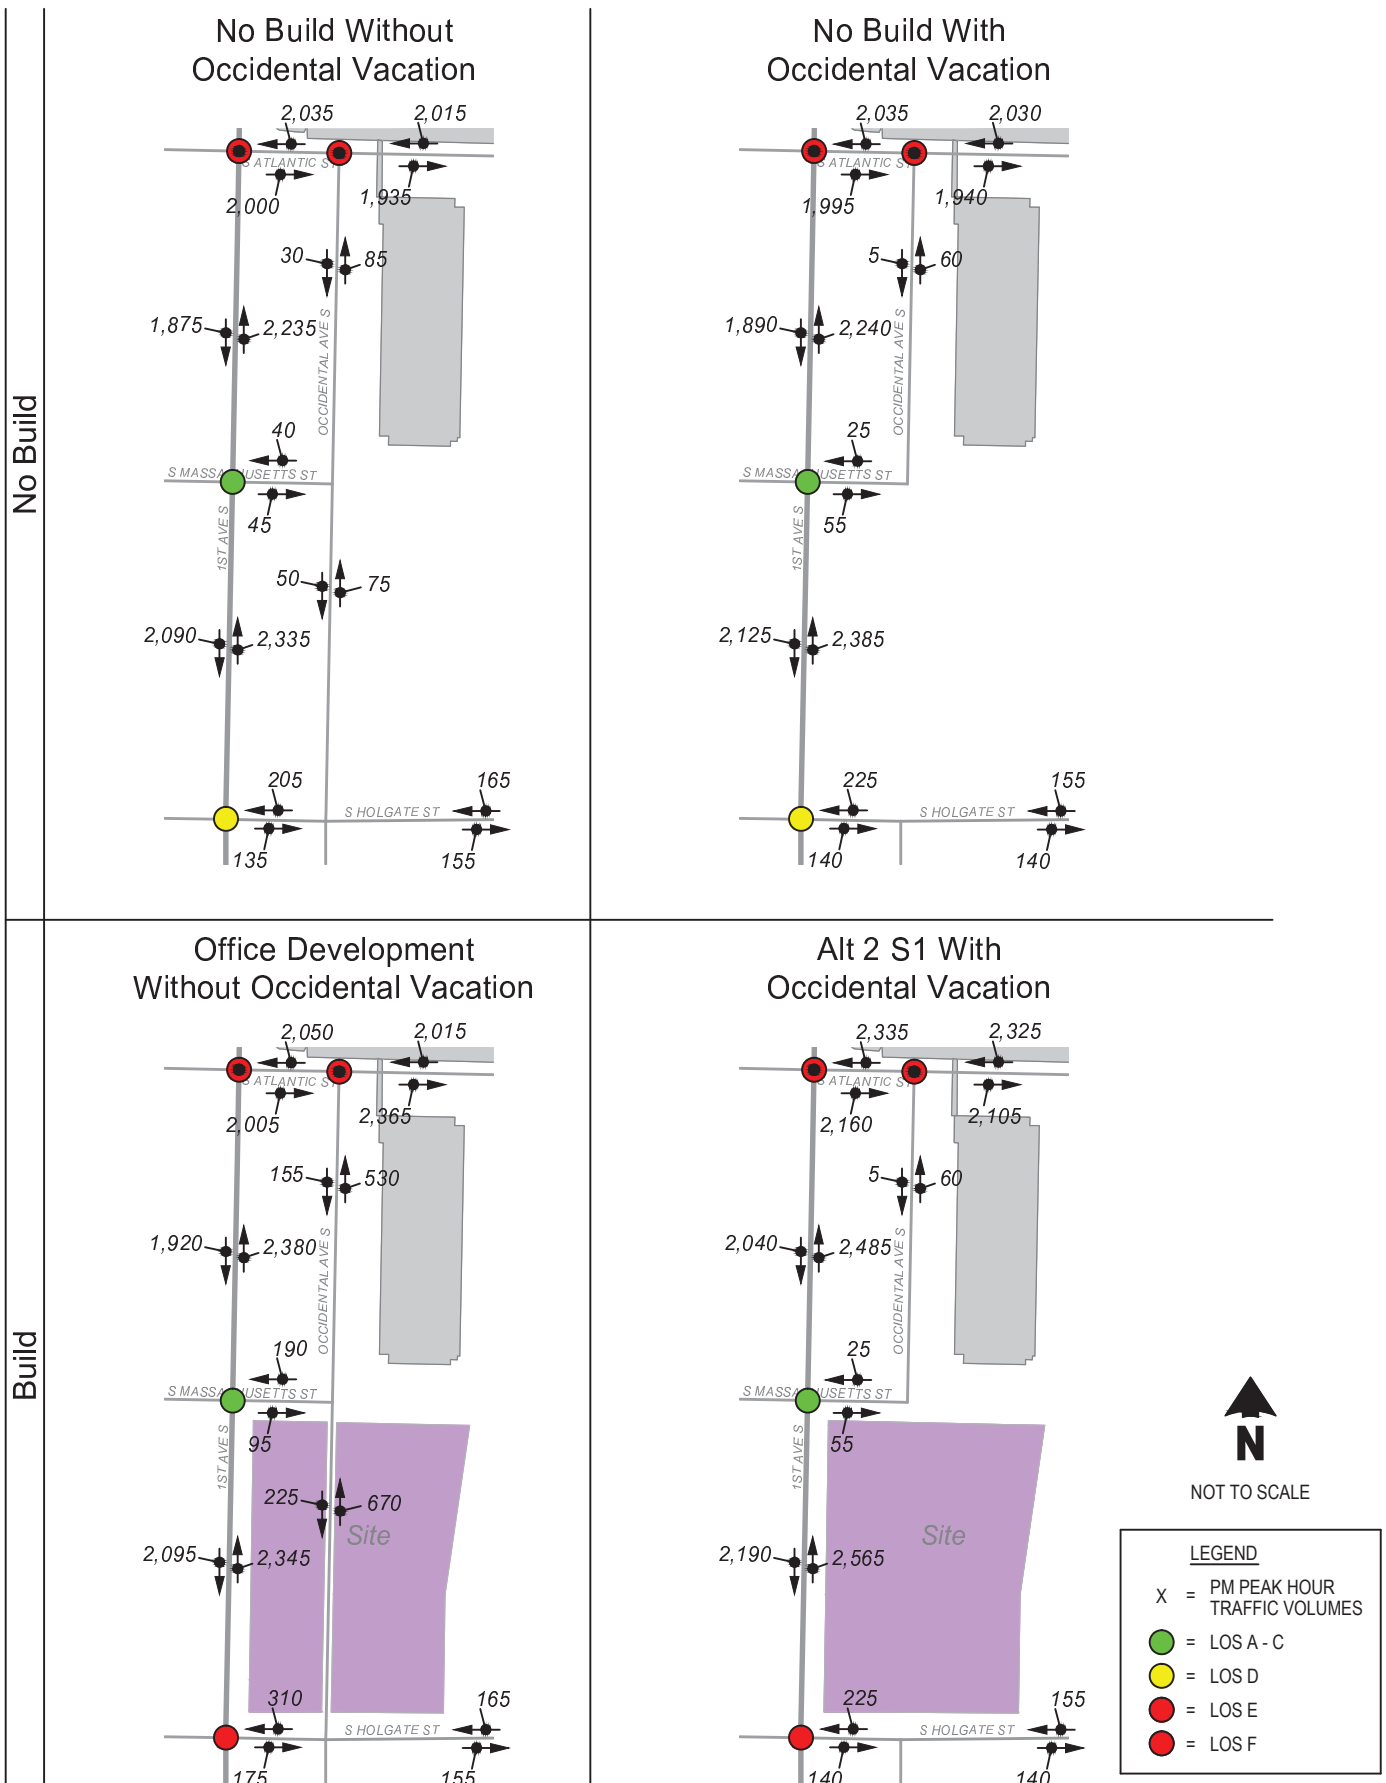 No Build Without
Occidental Vacation
2,035
2,015
S ATLANTIC ST
2,000
1,935
30
85
1,875
2,235
OCCIDENTAL AVE S
40
S MASSACHUSETTS ST
45
1ST AVE S
50
75
2,090
2,335
205
165
S HOLGATE ST
135
155
No Build With
Occidental Vacation
2,035
2,030
S ATLANTIC ST
1,995
1,940
5
60
1,890
2,240
OCCIDENTAL AVE S
25
S MASSACHUSETTS ST
55
1ST AVE S
2,125
2,385
225
155
S HOLGATE ST
140
140
No Build
Office Development
Without Occidental Vacation
2,050
2,015
S ATLANTIC ST
2,005
2,365
155
530
1,920
2,380
OCCIDENTAL AVE S
190
S MASSACHUSETTS ST
95
1ST AVE S
225
670
Site
2,095
2,345
310
165
S HOLGATE ST
175
155
Alt 2 S1 With
Occidental Vacation
2,335
2,325
S ATLANTIC ST
2,160
2,105
5
60
2,040
2,485
OCCIDENTAL AVE S
25
S MASSACHUSETTS ST
55
1ST AVE S
Site
2,190
2,565
225
155
S HOLGATE ST
140
140
Build
N
NOT TO SCALE
LEGEND
X = PM PEAK HOUR
TRAFFIC VOLUMES
= LOS A - C
= LOS D
= LOS E
= LOS F